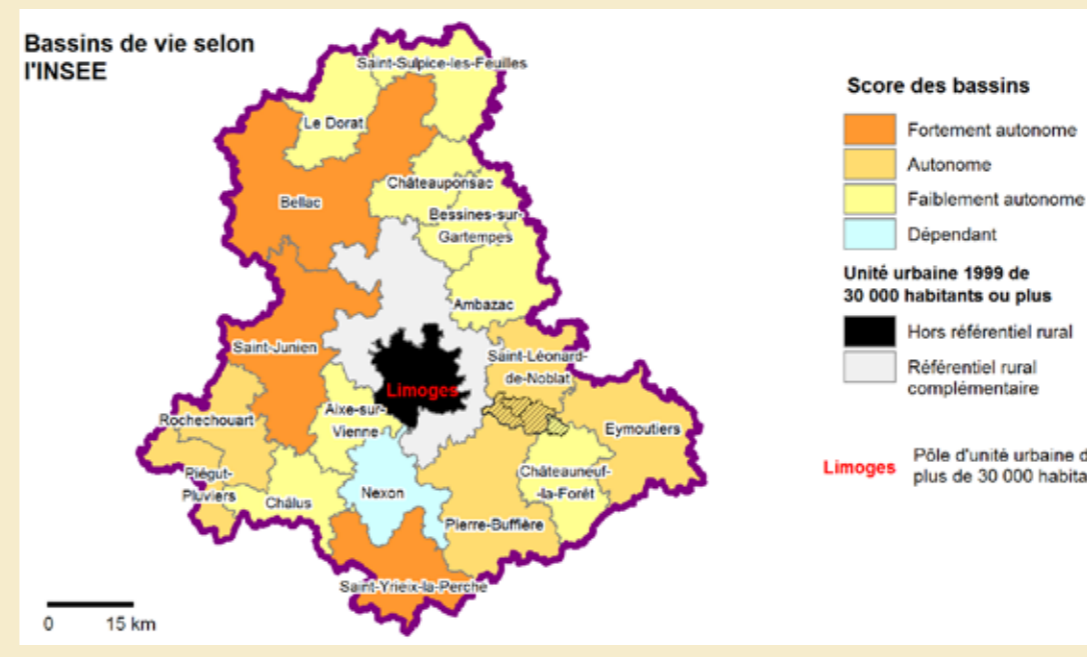 Bassins de vie selon
l'INSEE
Saint-Sulpice-les-Feuilles
Le Dorat
Châteauponsac
Bellac
Bessines-sur-
Gartempes
Ambazac
Saint-Junien
Saint-Léonard-
de-Noblat
Limoges
Aixe-sur-
Vienne
Rochechouart
Eymoutiers
Piégut-
Pluviers
Châlus
Nexon
Châteauneuf-
-la-Forêt
Pierre-Buffière
Saint-Yrieix-la-Perche
0 15 km
Score des bassins
Fortement autonome
Autonome
Faiblement autonome
Dépendant
Unité urbaine 1999 de
30 000 habitants ou plus
Hors référentiel rural
Référentiel rural
complémentaire
Limoges
Pôle d'unité urbaine d
plus de 30 000 habita